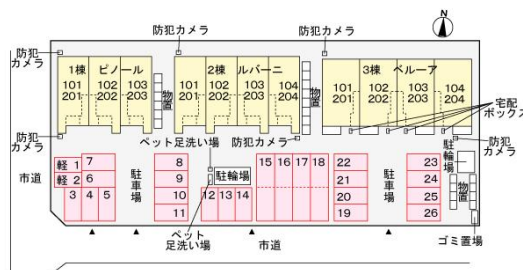 N
防犯カメラ
防犯カメラ
防犯
カメラ
1棟 ピノール
2棟 ルバーニ
3棟 ベルーア
101
201
102
202
103
203
物置
101
201
102
202
103
203
104
204
物置
101
201
102
202
103
203
104
204
宅配
ボックス
防犯
カメラ
ペット足洗い場
防犯カメラ
防犯
カメラ
市道
軽 1
軽 2
3
4
5
6
7
駐車場
8
9
10
11
駐輪場
12
13
14
15
16
17
18
22
21
20
19
駐車場
23
24
25
26
駐輪場
物置
ゴミ置場
ペット
足洗い場
市道